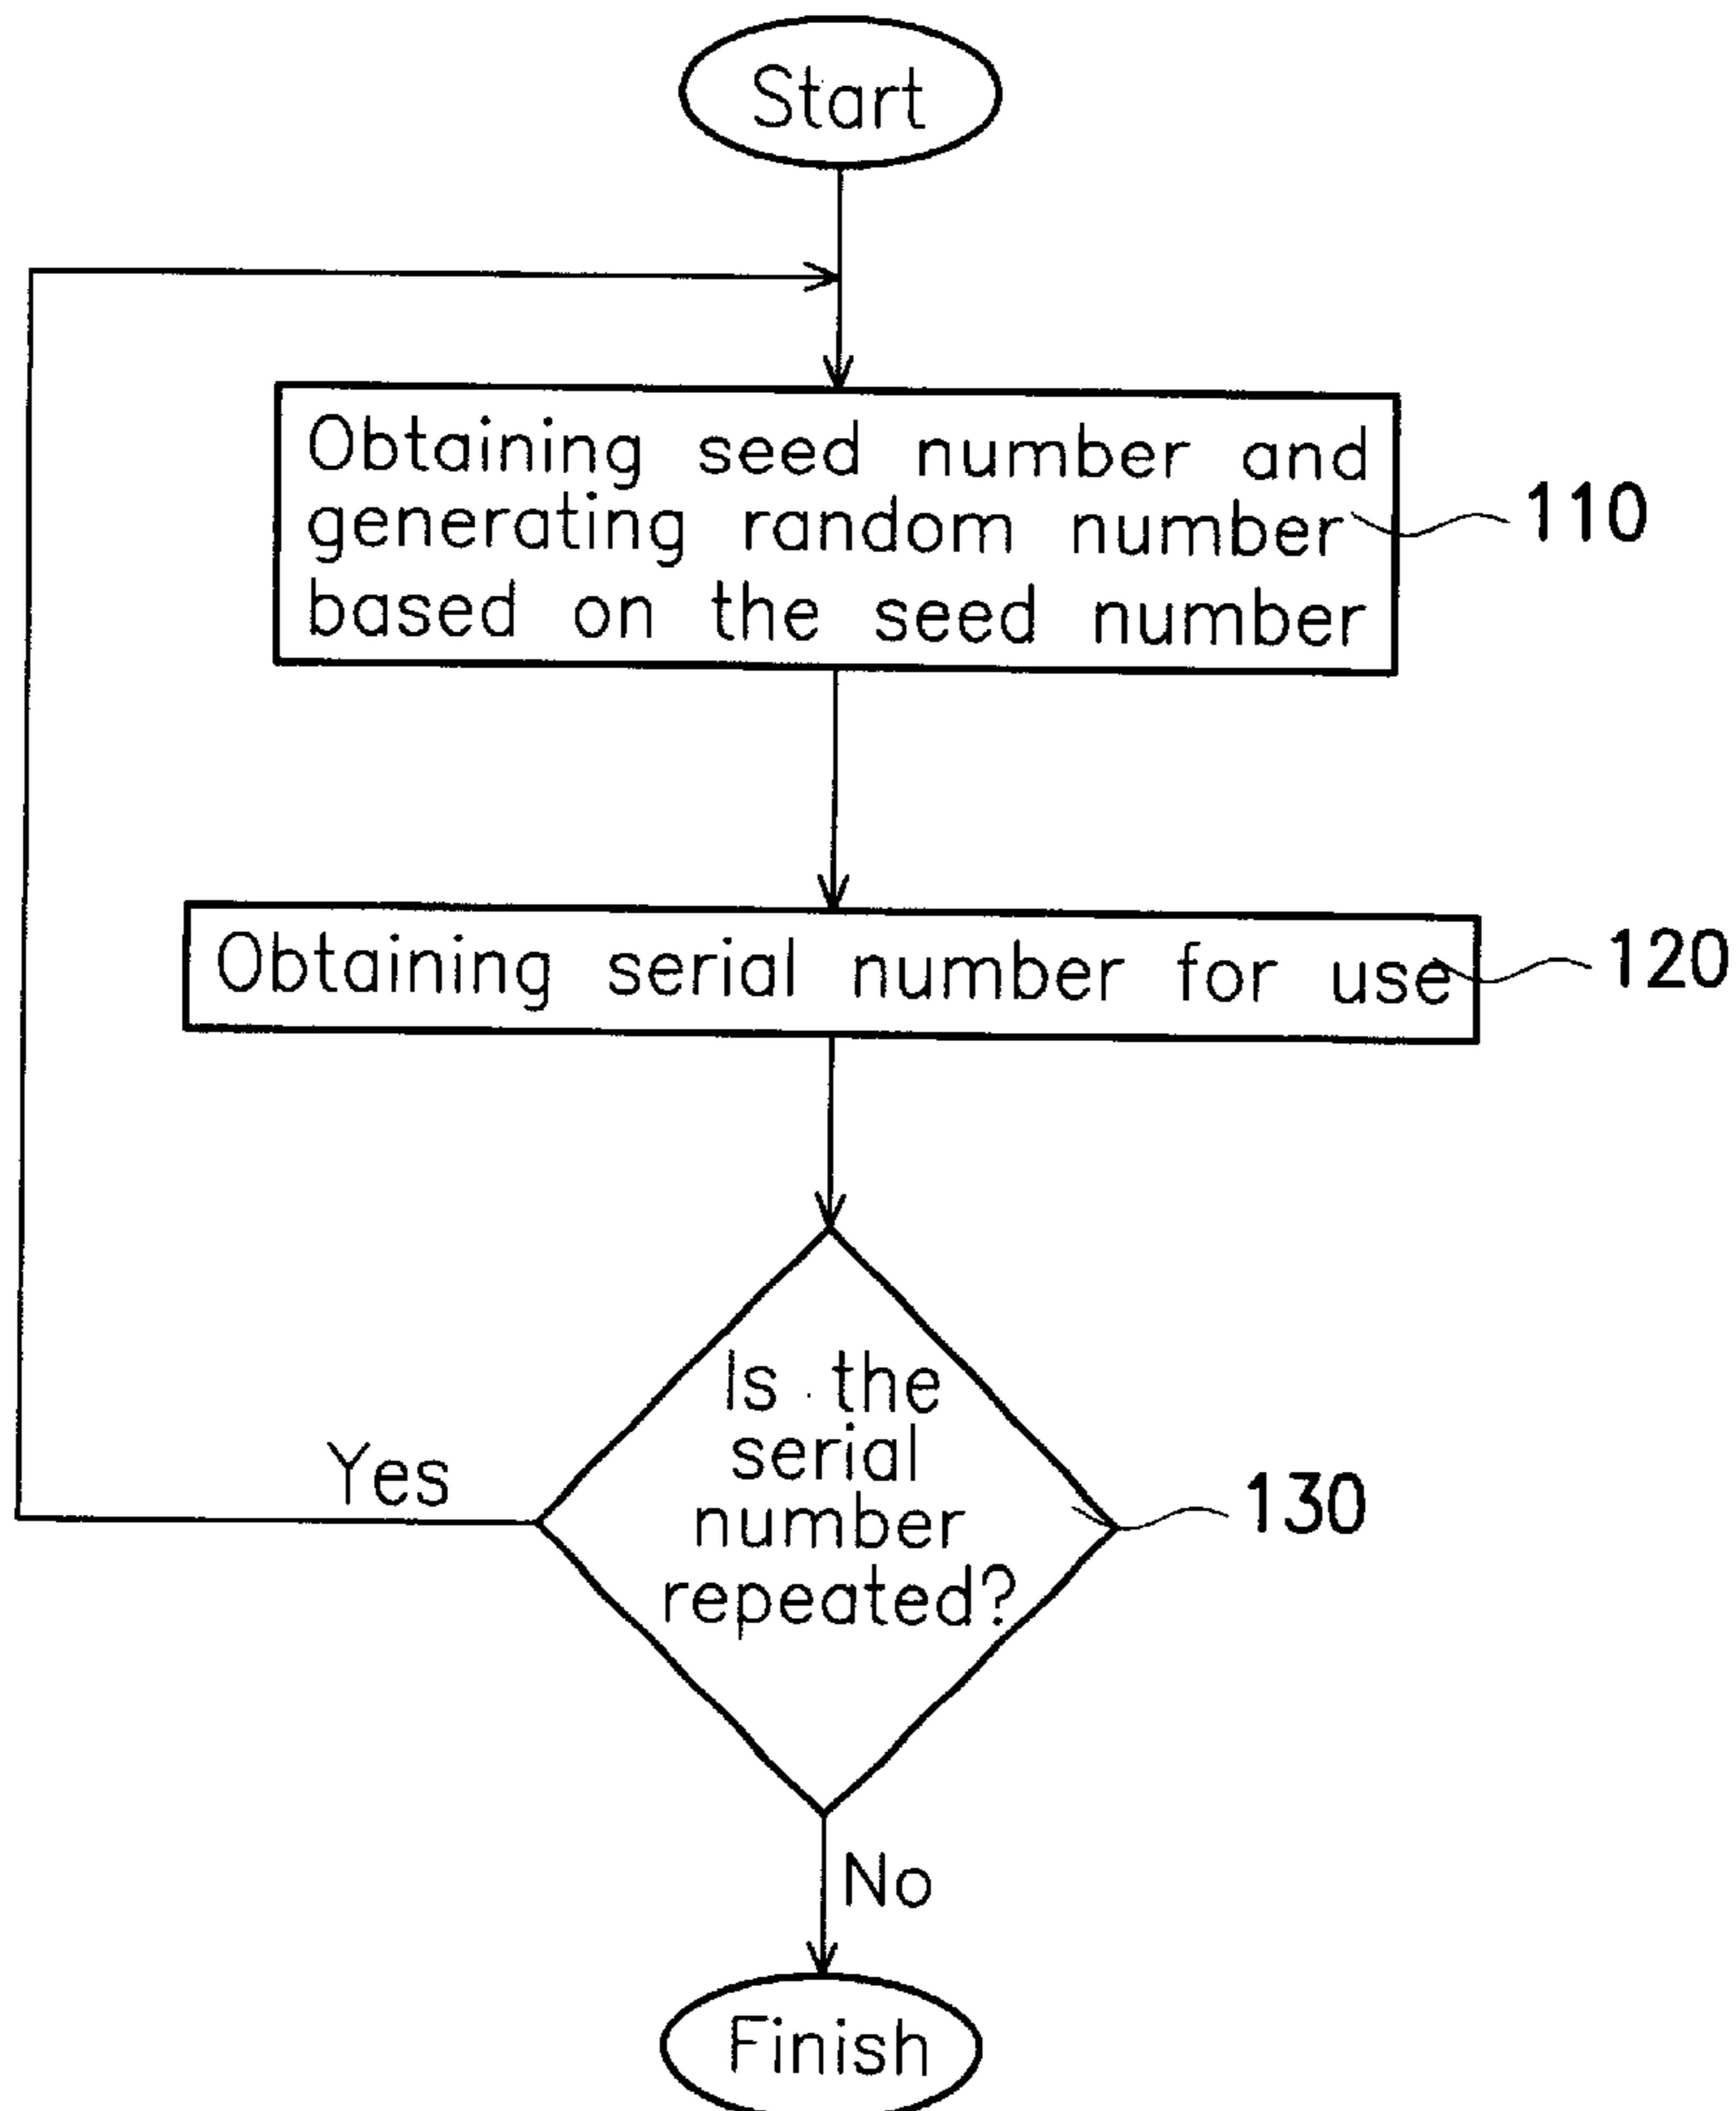 Start
Obtaining seed number and
generating random number
based on the seed number
110
Obtaining serial number for use
120
Is the
serial
number
repeated?
130
Yes
No
Finish